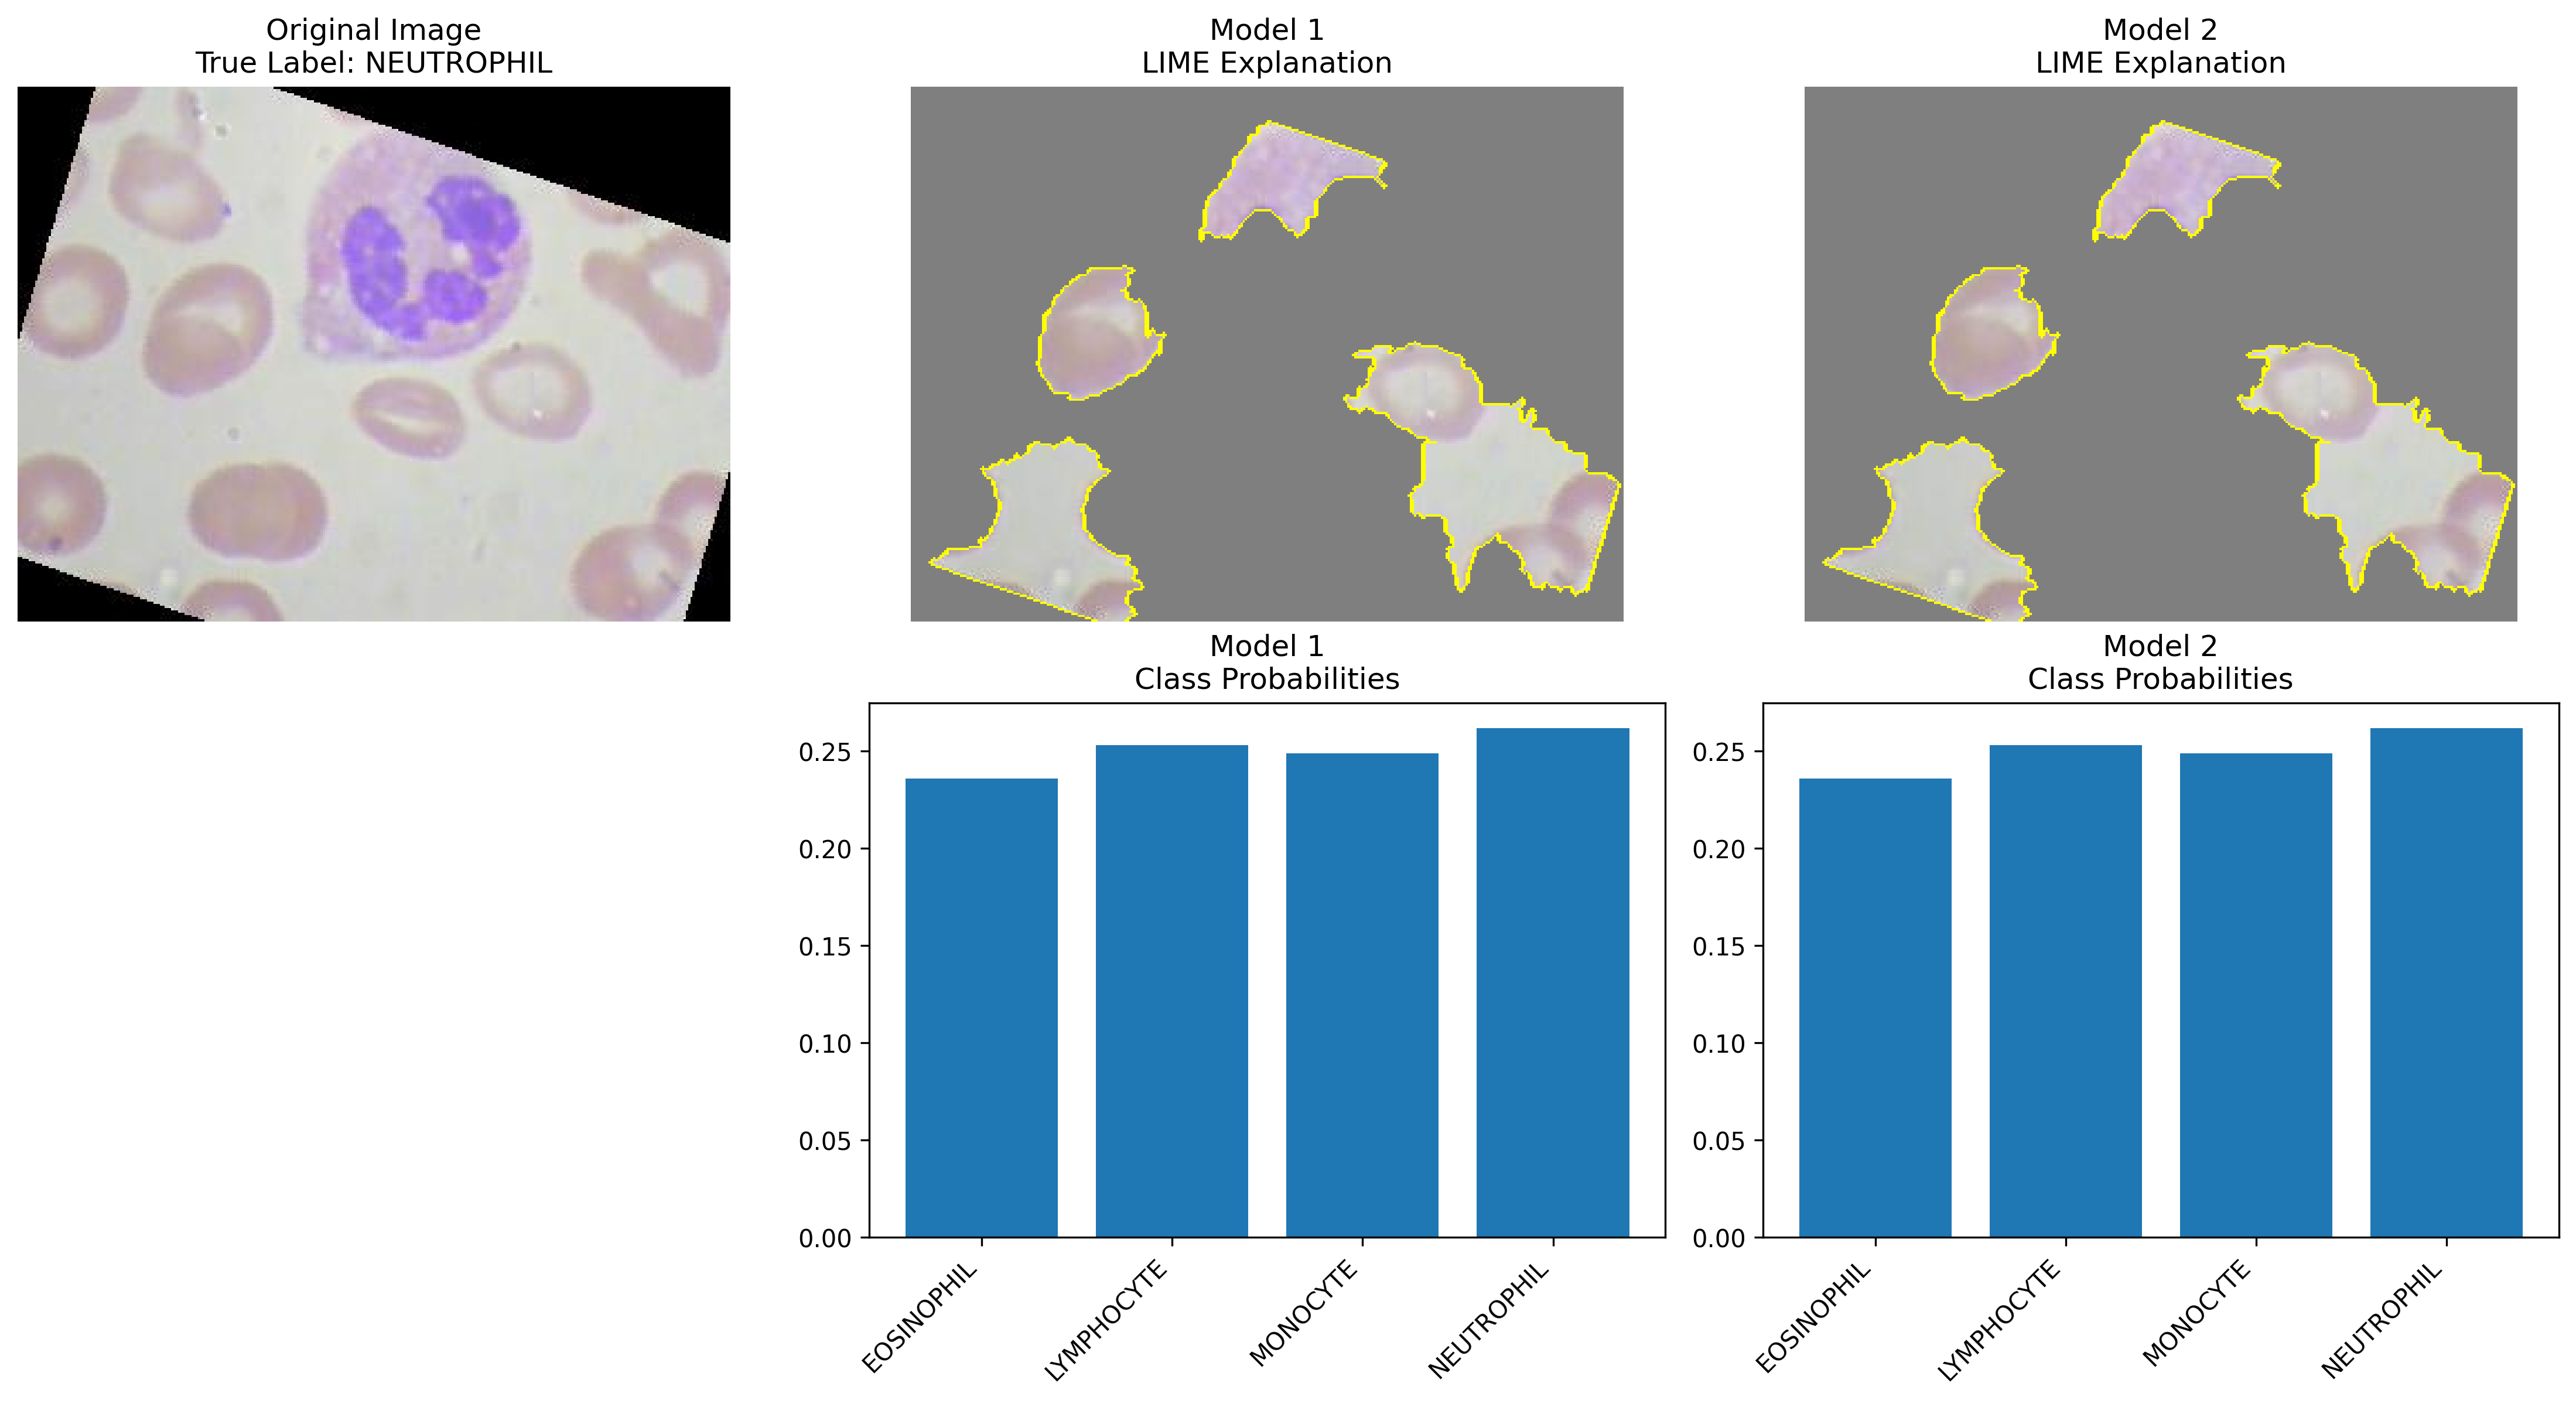 Original Image
True Label: NEUTROPHIL
Model 1
LIME Explanation
Model 2
LIME Explanation
Model 1
Class Probabilities
0.25
0.20
0.15
0.10
0.05
0.00
EOSINOPHIL
LYMPHOCYTE
MONOCYTE
NEUTROPHIL
Model 2
Class Probabilities
0.25
0.20
0.15
0.10
0.05
0.00
EOSINOPHIL
LYMPHOCYTE
MONOCYTE
NEUTROPHIL